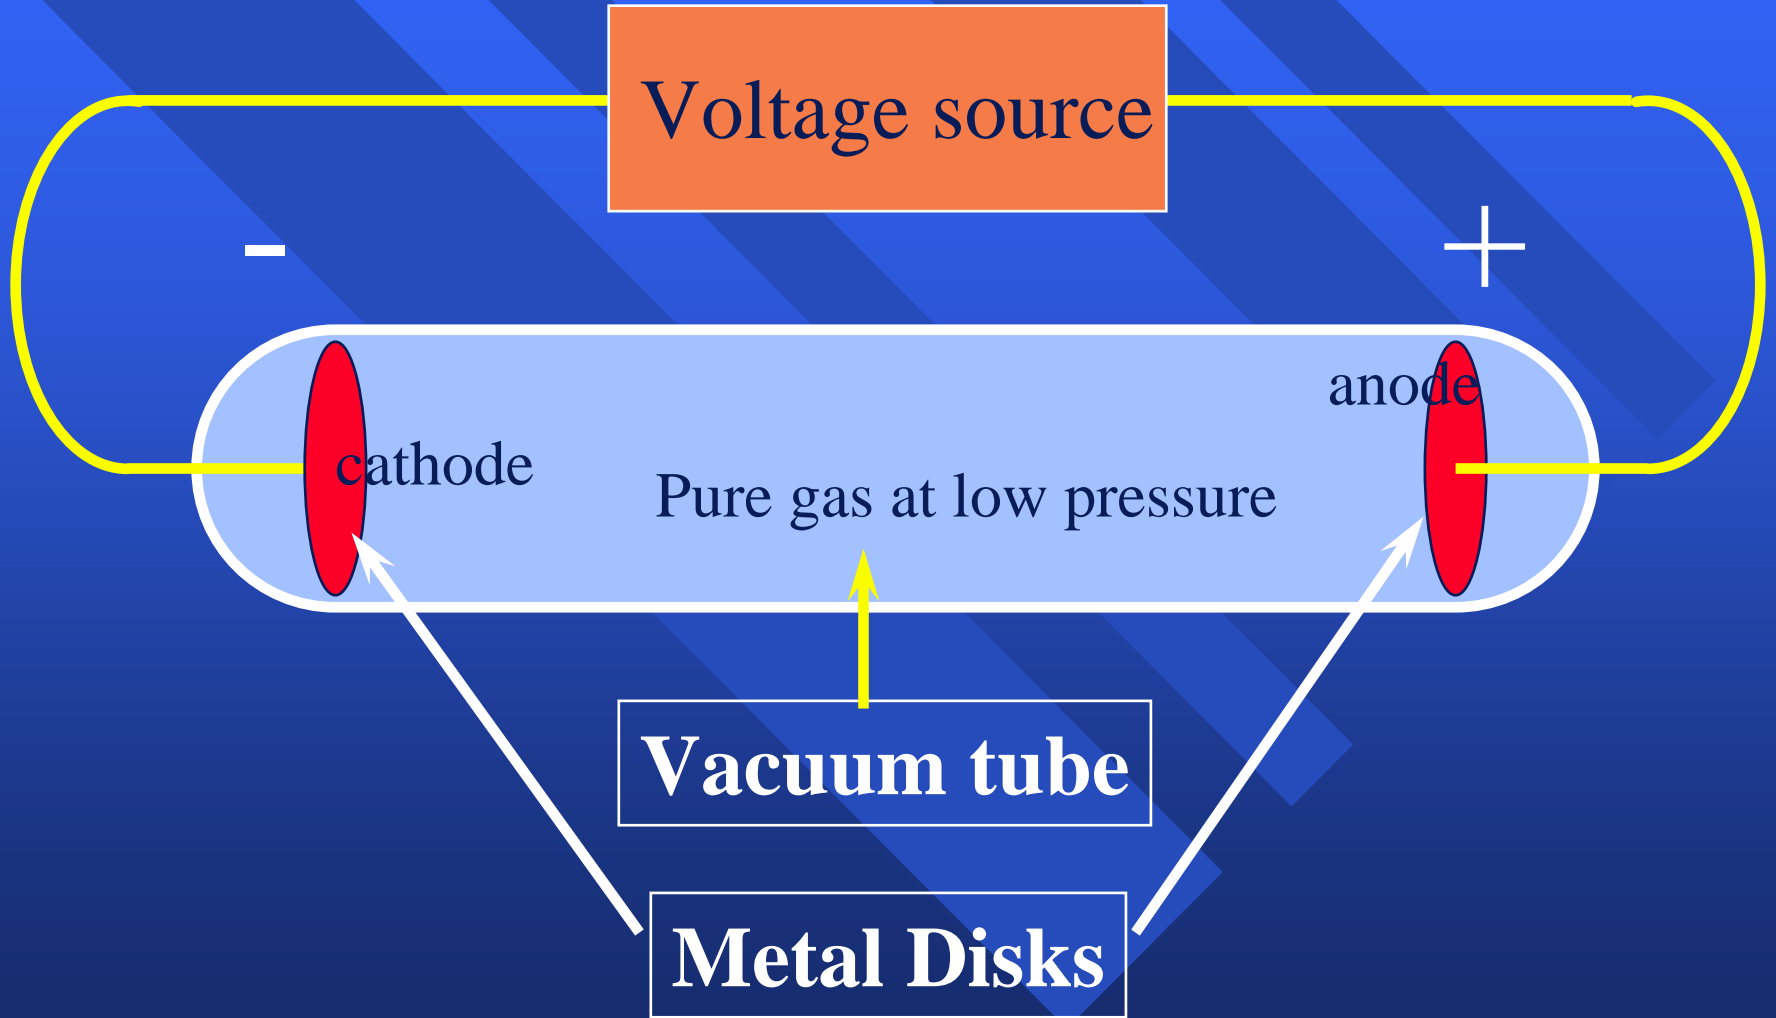 Voltage source
-
+
anode
cathode
Pure gas at low pressure
Vacuum tube
Metal Disks